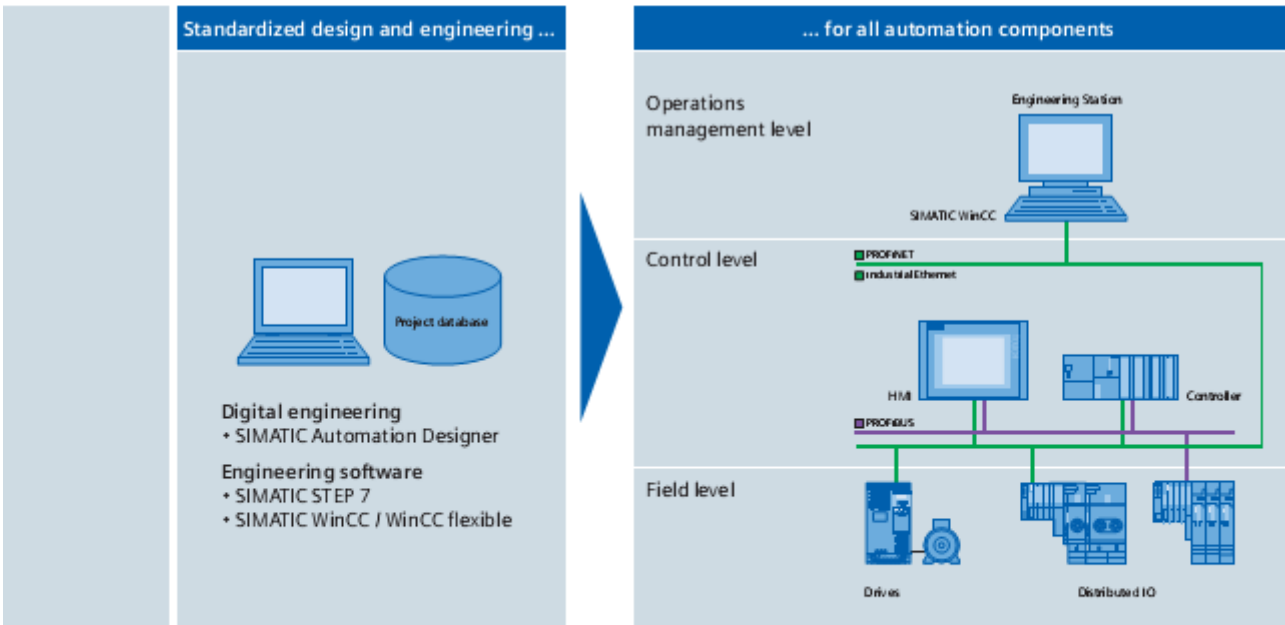 Standardized design and engineering ...
... for all automation components
Project database
Digital engineering
• SIMATIC Automation Designer
Engineering software
• SIMATIC STEP 7
• SIMATIC WinCC / WinCC flexible
Operations
management level
Engineering Station
SIMATIC WinCC
Control level
PROFINET
Industrial Ethernet
HMI
Controller
PROFIBUS
Field level
Drives
Distributed IO